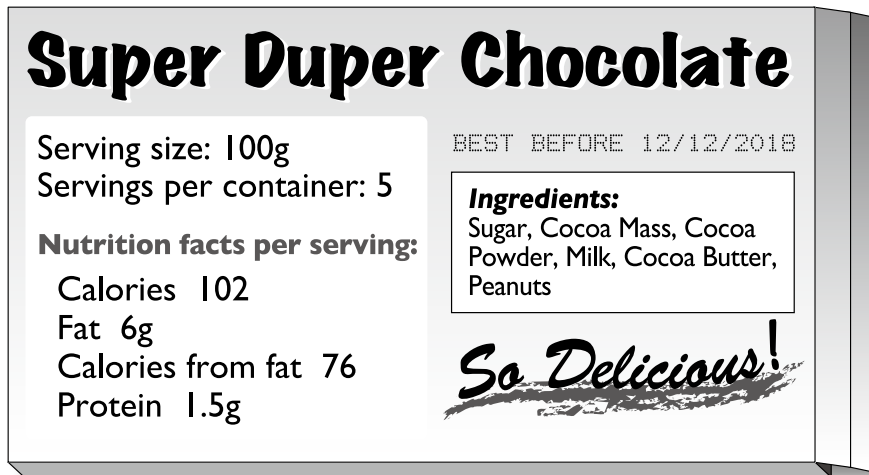 Super Duper Chocolate
Serving size: 100g
Servings per container: 5
Nutrition facts per serving:
Calories 102
Fat 6g
Calories from fat 76
Protein 1.5g
BEST BEFORE 12/12/2018
Ingredients:
Sugar, Cocoa Mass, Cocoa
Powder, Milk, Cocoa Butter,
Peanuts
So Delicious!